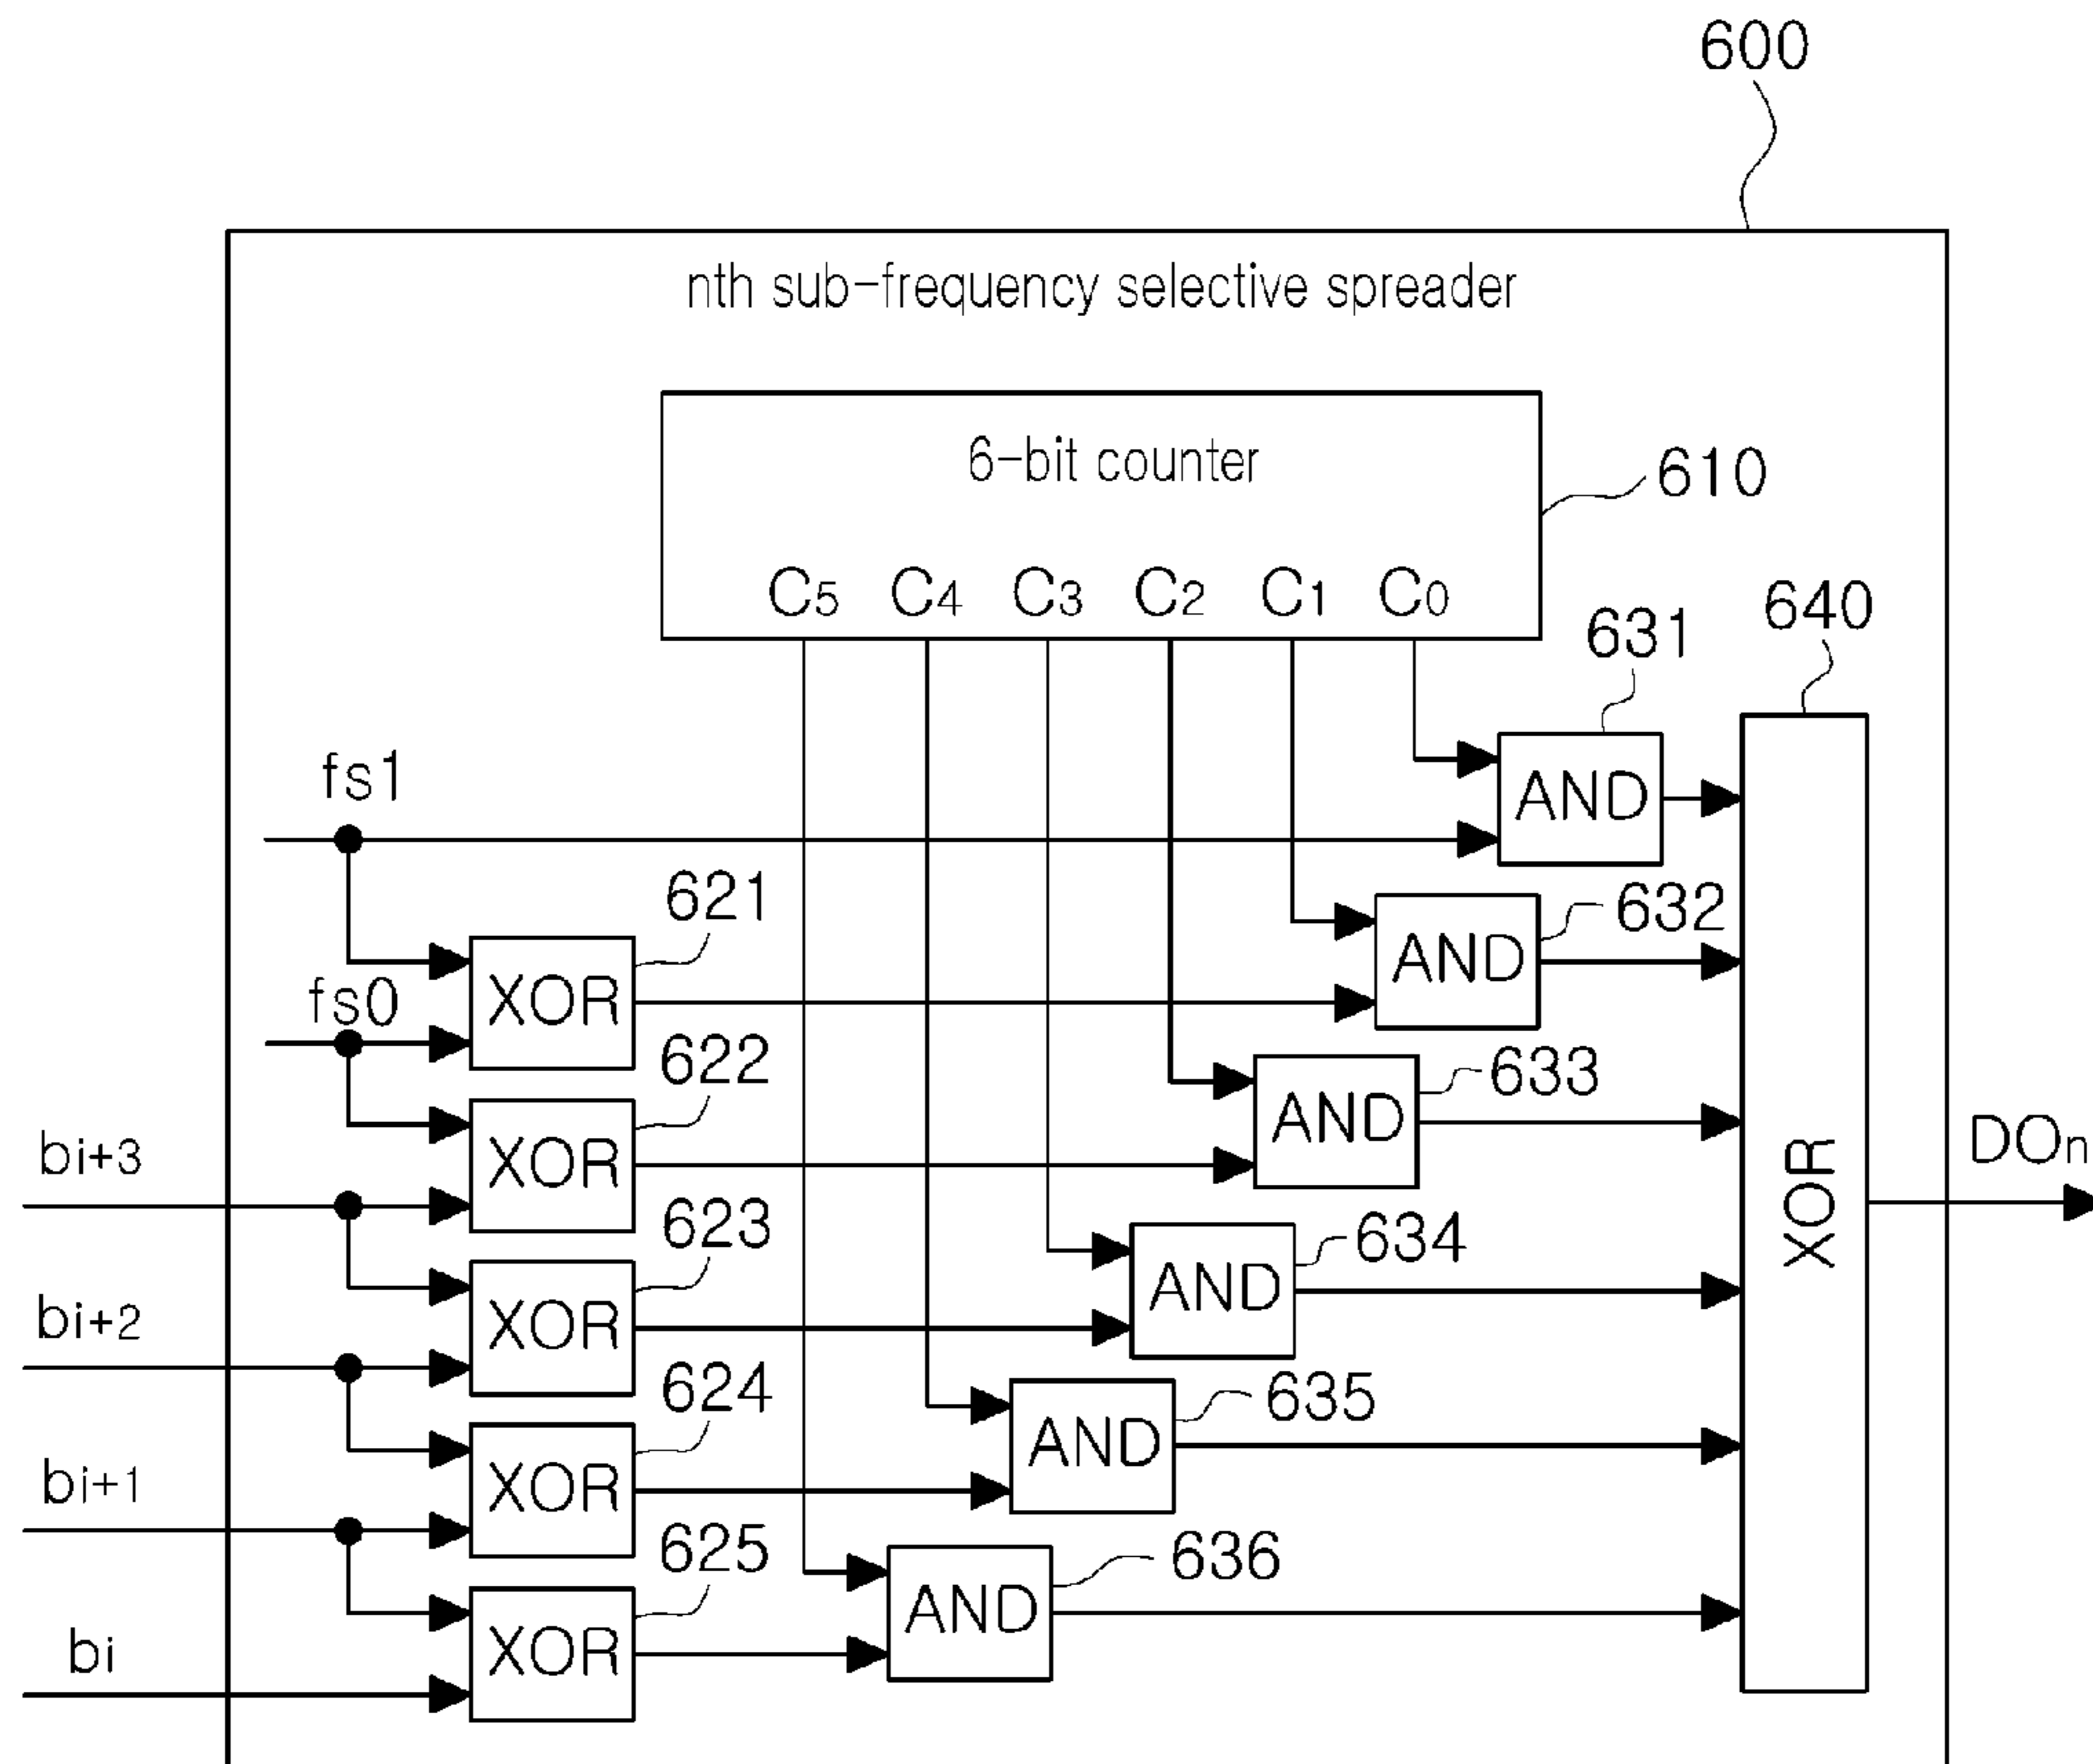 600
nth sub-frequency selective spreader
6-bit counter
610
C5 C4 C3 C2 C1 C0
631
640
fs1
AND
621
632
XOR
AND
fs0
622
633
XOR
AND
bi+3
DOn
623
634
XOR
AND
XOR
bi+2
624
635
XOR
AND
bi+1
625
636
XOR
AND
bi